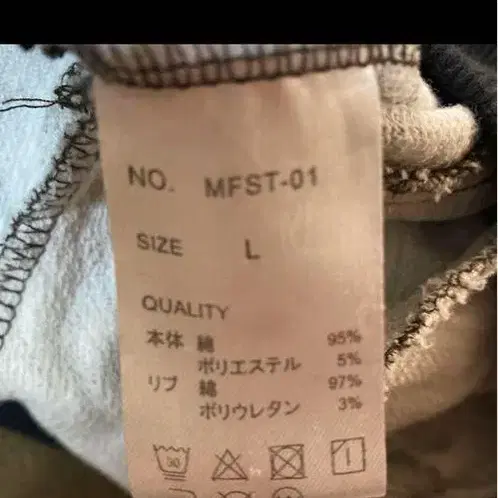 NO. MFST-01
SIZE L
QUALITY
本体 綿 95%
ポリエステル 5%
リブ 綿 97%
ポリウレタン 3%
30